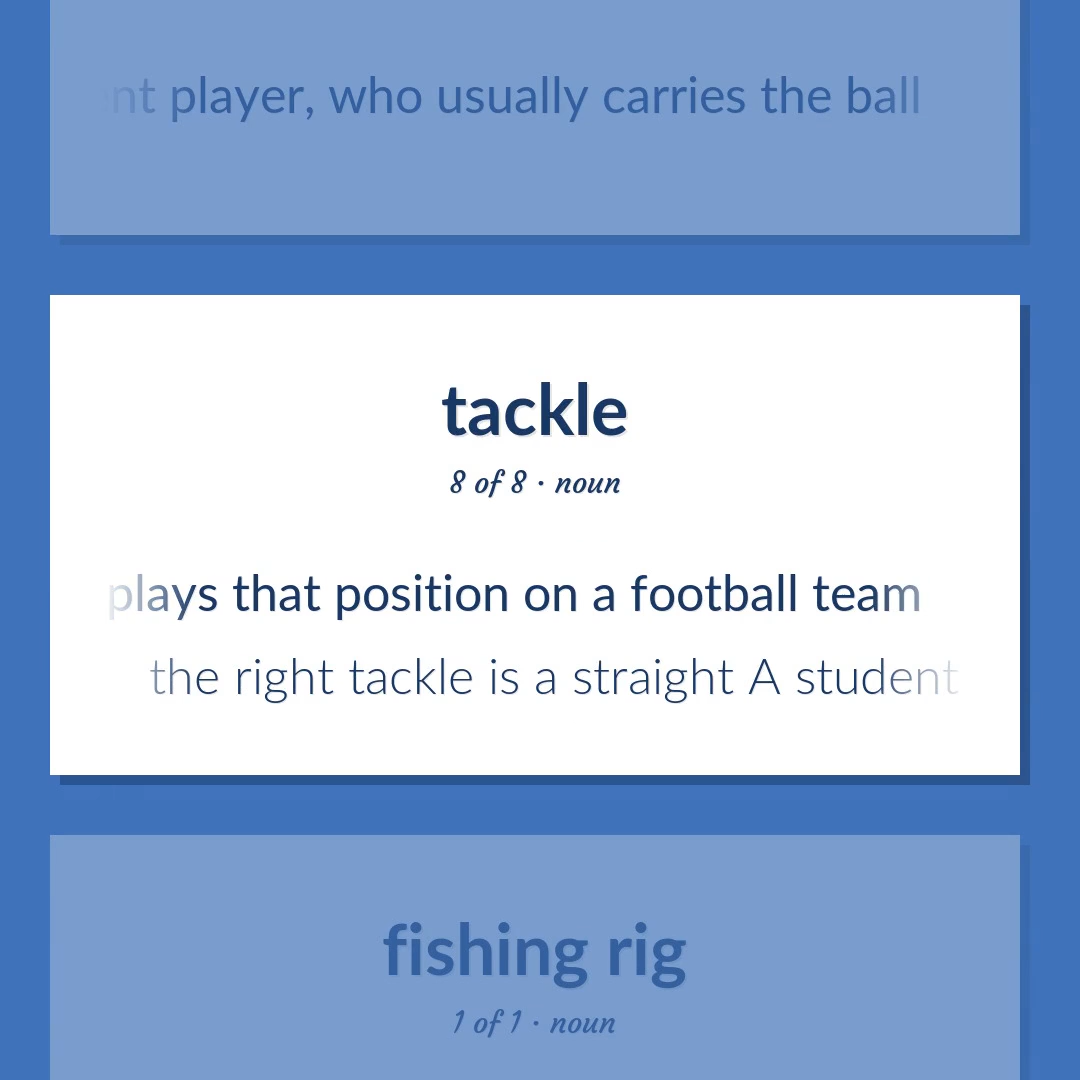 player, who usually carries the ball
tackle
8 of 8 · noun
plays that position on a football team
the right tackle is a straight A student
fishing rig
1 of 1 · noun